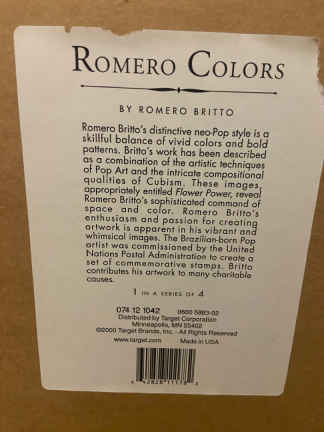 ROMERO COLORS
BY ROMERO BRITTO
Romero Britto's distinctive neo-Pop style is a
skillful balance of vivid colors and bold
patterns. Britto's work has been described
as a combination of the artistic techniques
of Pop Art and the intricate compositional
qualities of Cubism. These images,
appropriately entitled Flower Power, reveal
Romero Britto's sophisticated command of
space and color. Romero Britto's
enthusiasm and passion for creating
artwork is apparent in his vibrant and
whimsical images. The Brazilian-born Pop
artist was commissioned by the United
Nations Postal Administration to create a
set of commemorative stamps. Britto
contributes his artwork to many charitable
causes.
1 IN A SERIES OF 4
074 12 1042 0600 5883-02
Distributed by Target Corporation
Minneapolis, MN 55402
©2000 Target Brands, Inc. - All Rights Reserved
www.target.com Made in USA